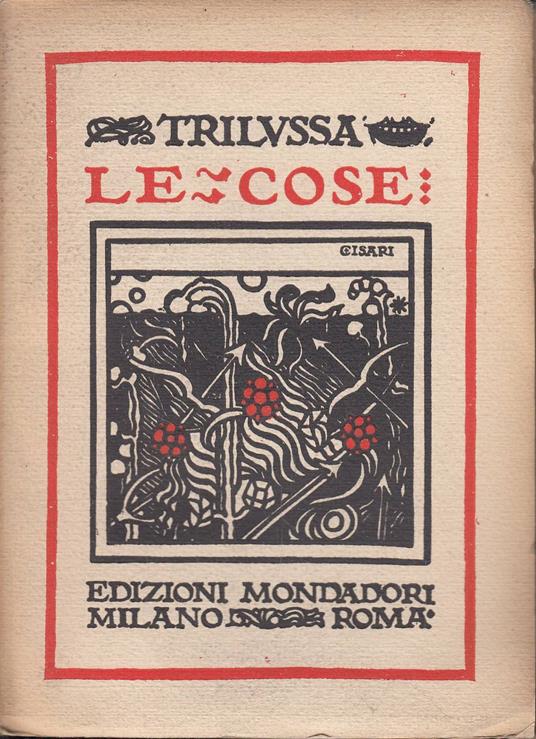 TRILVSSA
LE COSE
CISARI
EDIZIONI MONDADORI
MILANO ROMA